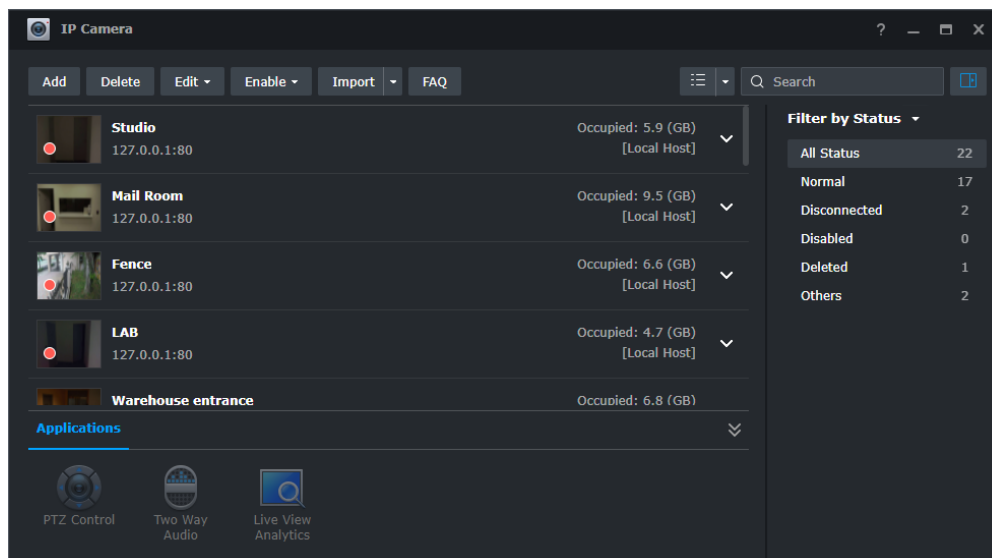 IP Camera
?
Add Delete Edit Enable Import FAQ Search
Studio Occupied: 5.9 (GB)
127.0.0.1:80 [Local Host]
Mail Room Occupied: 9.5 (GB)
127.0.0.1:80 [Local Host]
Fence Occupied: 6.6 (GB)
127.0.0.1:80 [Local Host]
LAB Occupied: 4.7 (GB)
127.0.0.1:80 [Local Host]
Warehouse entrance Occupied: 6.8 (GB)
Filter by Status
All Status 22
Normal 17
Disconnected 2
Disabled 0
Deleted 1
Others 2
Applications
PTZ Control
Two Way
Audio
Live View
Analytics